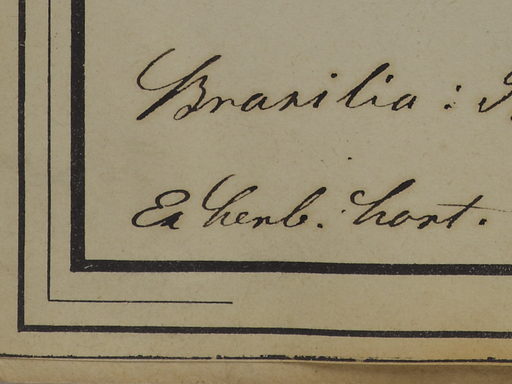 Brasilia:
Ex herb. hort.